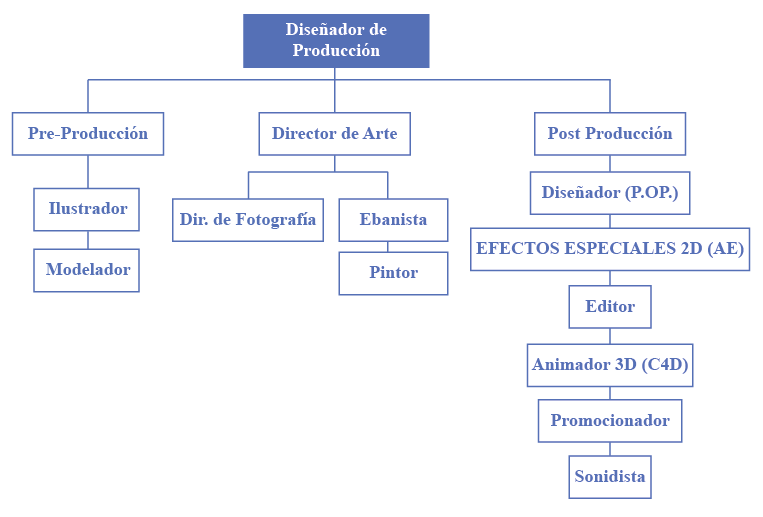 Diseñador de
Producción
Pre-Producción
Director de Arte
Post Producción
Ilustrador
Modelador
Dir. de Fotografía
Ebanista
Pintor
Diseñador (P.OP.)
EFECTOS ESPECIALES 2D (AE)
Editor
Animador 3D (C4D)
Promocionador
Sonidista